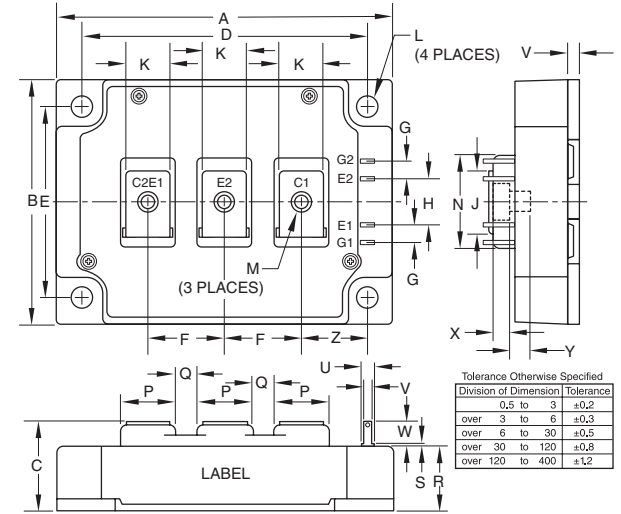 A
D
L
(4 PLACES)
V
K
K
K
G
G2
E2
C2E1
E2
C1
B
E
H
N
J
E1
G1
M
(3 PLACES)
G
X
Y
F
F
Z
U
Q
Q
P
P
P
V
W
C
LABEL
S
R
Tolerance Otherwise Specified
Division of Dimension Tolerance
0.5 to 3 ±0.2
over 3 to 6 ±0.3
over 6 to 30 ±0.5
over 30 to 120 ±0.8
over 120 to 400 ±1.2